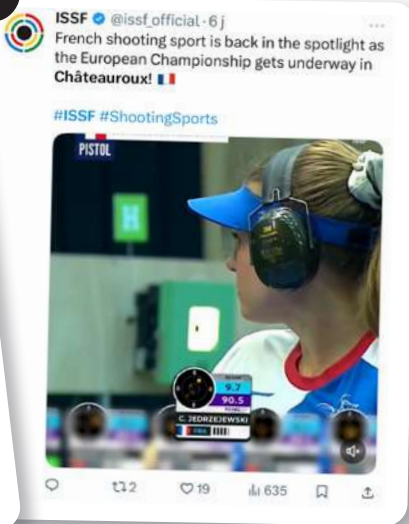 ISSF @issf_official · 6 j
French shooting sport is back in the spotlight as
the European Championship gets underway in
Châteauroux!
#ISSF #ShootingSports
PISTOL
H
9.7
90.5
C. JEDRZEJEWSKI
FRA
2
19
635